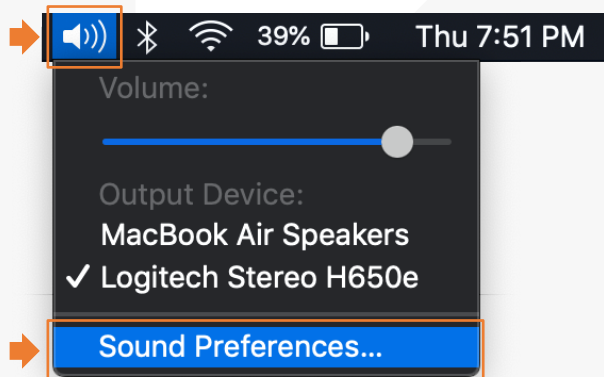 39% Thu 7:51 PM
Volume:
Output Device:
MacBook Air Speakers
✓ Logitech Stereo H650e
Sound Preferences...